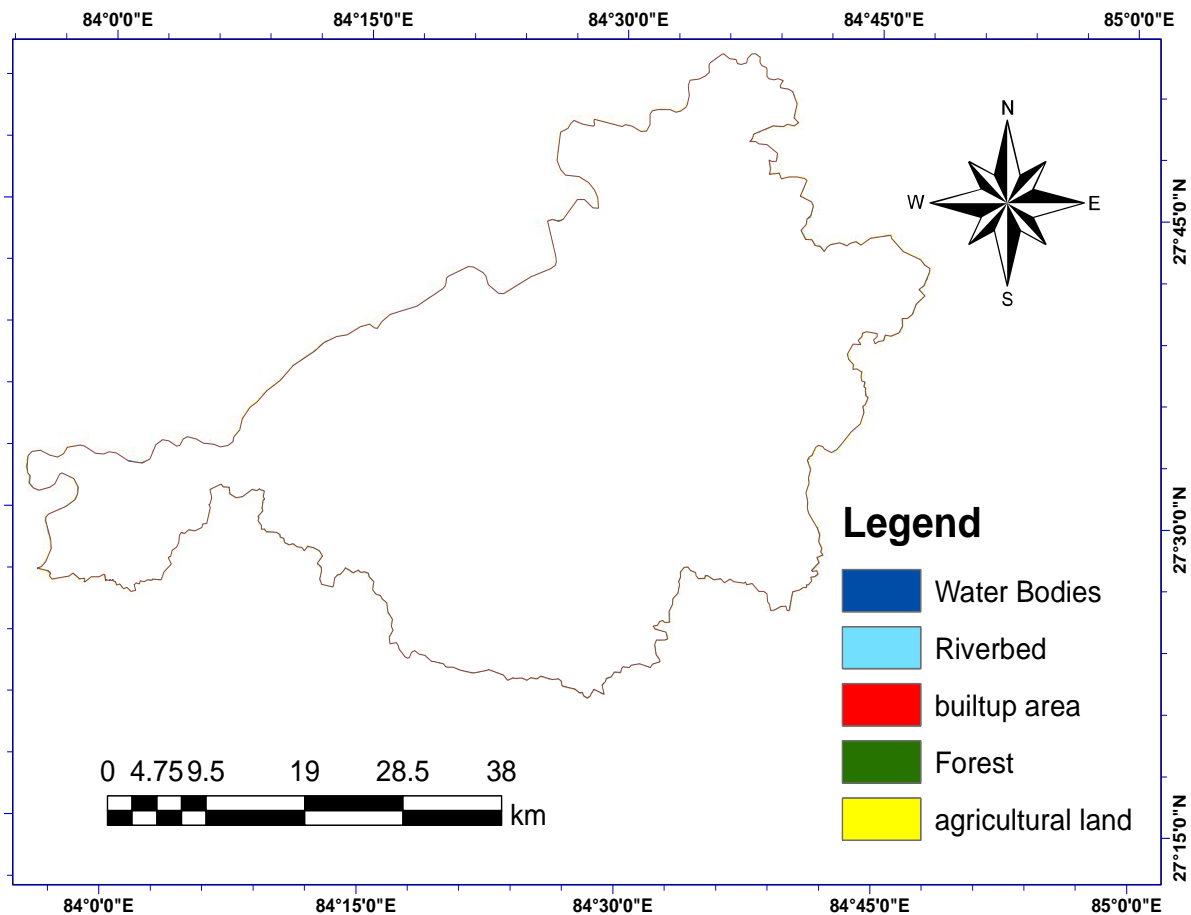 84°0'0"E 84°15'0"E 84°30'0"E 84°45'0"E 85°0'0"E
N
W E
S
27°45'0"N
27°30'0"N
27°15'0"N
Legend
Water Bodies
Riverbed
builtup area
Forest
agricultural land
0 4.75 9.5 19 28.5 38
km
84°0'0"E 84°15'0"E 84°30'0"E 84°45'0"E 85°0'0"E